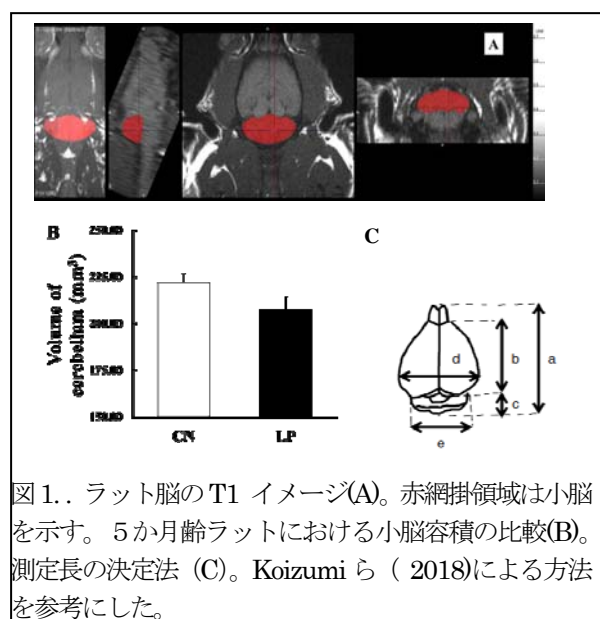 A
B
C
Volume of
cerebellum (mm³)
250.00
225.00
200.00
175.00
150.00
CN
LP
a
b
c
d
e
図1.. ラット脳の T1 イメージ(A)。赤網掛領域は小脳
を示す。５か月齢ラットにおける小脳容積の比較(B)。
測定長の決定法 (C)。Koizumi ら（ 2018)による方法
を参考にした。